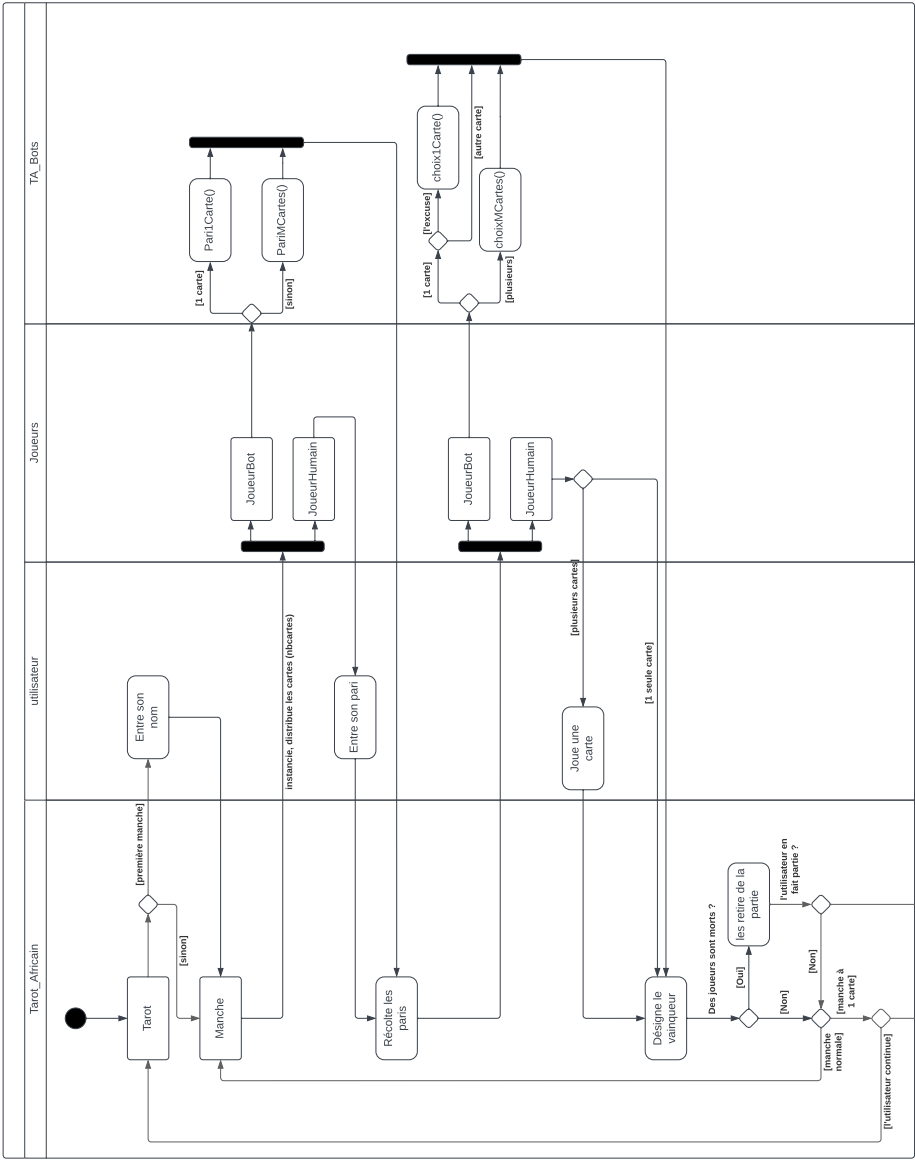 Tarot_Africain
utilisateur
Joueurs
TA_Bots
Tarot
[première manche]
[sinon]
Entre son
nom
Manche
instancie, distribue les cartes (nbcartes)
JoueurBot
JoueurHumain
[1 carte]
[sinon]
Pari1Carte()
PariMCartes()
Entre son pari
Récolte les
paris
JoueurBot
JoueurHumain
[1 carte]
[plusieurs]
[l'excuse]
[autre carte]
choix1Carte()
choixMCartes()
[plusieurs cartes]
[1 seule carte]
Joue une
carte
Désigne le
vainqueur
Des joueurs sont morts ?
[Oui]
[Non]
les retire de la
partie
l'utilisateur en
fait partie ?
[Non]
[manche
normale]
[manche à
1 carte]
[l'utilisateur continue]